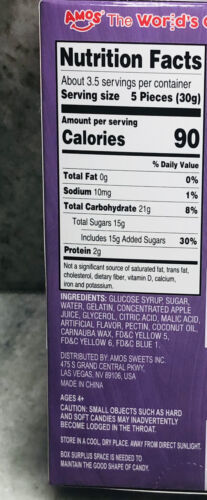 AMOS' The World's
Nutrition Facts
About 3.5 servings per container
Serving size 5 Pieces (30g)
Amount per serving
Calories 90
% Daily Value
Total Fat 0g 0%
Sodium 10mg 1%
Total Carbohydrate 21g 8%
Total Sugars 15g
Includes 15g Added Sugars 30%
Protein 2g
Not a significant source of saturated fat, trans fat,
cholesterol, dietary fiber, vitamin D, calcium,
iron and potassium.
INGREDIENTS: GLUCOSE SYRUP, SUGAR,
WATER, GELATIN, CONCENTRATED APPLE
JUICE, GLYCEROL, CITRIC ACID, MALIC ACID,
ARTIFICIAL FLAVOR, PECTIN, COCONUT OIL,
CARNAUBA WAX, FD&C YELLOW 5,
FD&C YELLOW 6, FD&C BLUE 1.
DISTRIBUTED BY: AMOS SWEETS INC.
475 S GRAND CENTRAL PKWY,
LAS VEGAS, NV 89106, USA
MADE IN CHINA
AGES 4+
CAUTION: SMALL OBJECTS SUCH AS HARD
AND SOFT CANDIES MAY INADVERTENTLY
BECOME LODGED IN THE THROAT.
STORE IN A COOL, DRY PLACE, AWAY FROM DIRECT SUNLIGHT.
BOX SURPLUS SPACE IS NEEDED TO
MAINTAIN THE GOOD SHAPE OF CANDY.